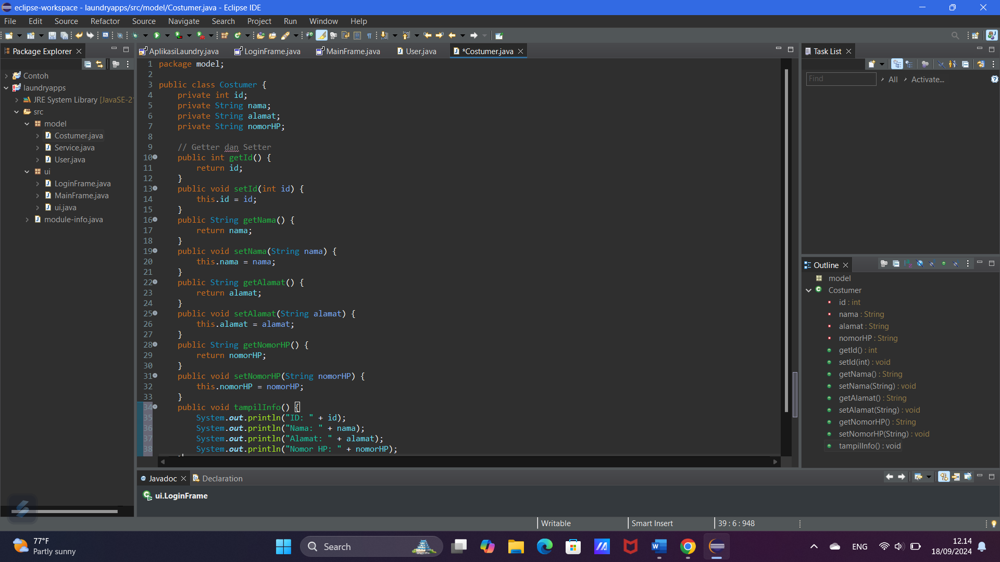 eclipse-workspace - laundryapps/src/model/Costumer.java - Eclipse IDE
File Edit Source Refactor Source Navigate Search Project Run Window Help
Package Explorer
AplikasiLaundry.java LoginFrame.java MainFrame.java User.java *Costumer.java
Contoh
laundryapps
JRE System Library [JavaSE-2
src
model
Costumer.java
Service.java
User.java
ui
LoginFrame.java
MainFrame.java
ui.java
module-info.java
1 package model;
2
3 public class Costumer {
4 private int id;
5 private String nama;
6 private String alamat;
7 private String nomorHP;
8
9 // Getter dan Setter
10 public int getId() {
11 return id;
12 }
13 public void setId(int id) {
14 this.id = id;
15 }
16 public String getNama() {
17 return nama;
18 }
19 public void setNama(String nama) {
20 this.nama = nama;
21 }
22 public String getAlamat() {
23 return alamat;
24 }
25 public void setAlamat(String alamat) {
26 this.alamat = alamat;
27 }
28 public String getNomorHP() {
29 return nomorHP;
30 }
31 public void setNomorHP(String nomorHP) {
32 this.nomorHP = nomorHP;
33 }
34 public void tampilInfo() {
35 System.out.println("ID: " + id);
36 System.out.println("Nama: " + nama);
37 System.out.println("Alamat: " + alamat);
38 System.out.println("Nomor HP: " + nomorHP);
Task List
Find All Activate...
Outline
model
Costumer
id : int
nama : String
alamat : String
nomorHP : String
getId() : int
setId(int) : void
getNama() : String
setNama(String) : void
getAlamat() : String
setAlamat(String) : void
getNomorHP() : String
setNomorHP(String) : void
tampilInfo() : void
Javadoc Declaration
ui.LoginFrame
Writable Smart Insert 39 : 6 : 948
77°F
Partly sunny
Search
ENG
12.14
18/09/2024